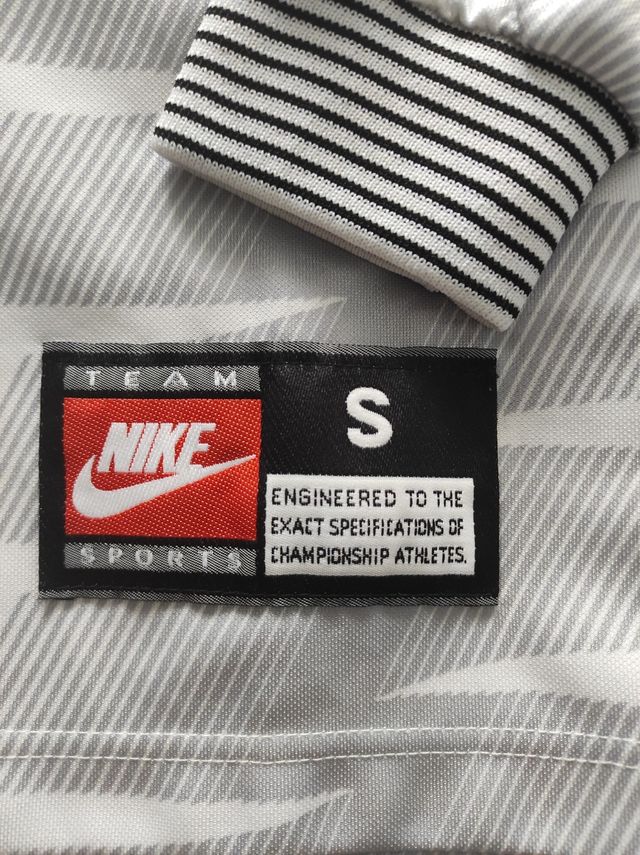 TEAM
NIKE
SPORTS
S
ENGINEERED TO THE
EXACT SPECIFICATIONS OF
CHAMPIONSHIP ATHLETES.